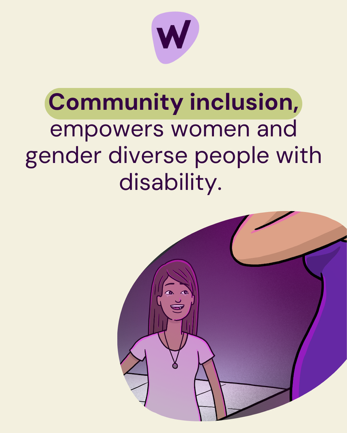 W
Community inclusion,
empowers women and
gender diverse people with
disability.